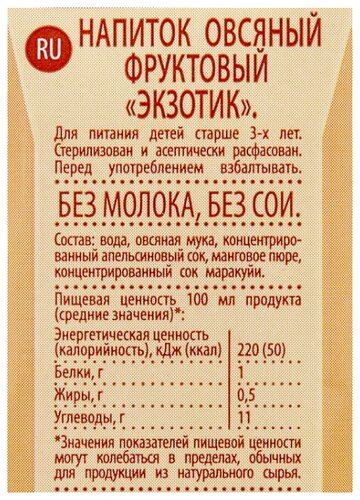 RU
НАПИТОК ОВСЯНЫЙ
ФРУКТОВЫЙ
«ЭКЗОТИК».
Для питания детей старше 3-х лет.
Стерилизован и асептически расфасован.
Перед употреблением взбалтывать.
БЕЗ МОЛОКА, БЕЗ СОИ.
Состав: вода, овсяная мука, концентриро-
ванный апельсиновый сок, манговое пюре,
концентрированный сок маракуйи.
Пищевая ценность 100 мл продукта
(средние значения)*:
Энергетическая ценность
(калорийность), кДж (ккал) 220 (50)
Белки, г 1
Жиры, г 0,5
Углеводы, г 11
*Значения показателей пищевой ценности
могут колебаться в пределах, обычных
для продукции из натурального сырья.